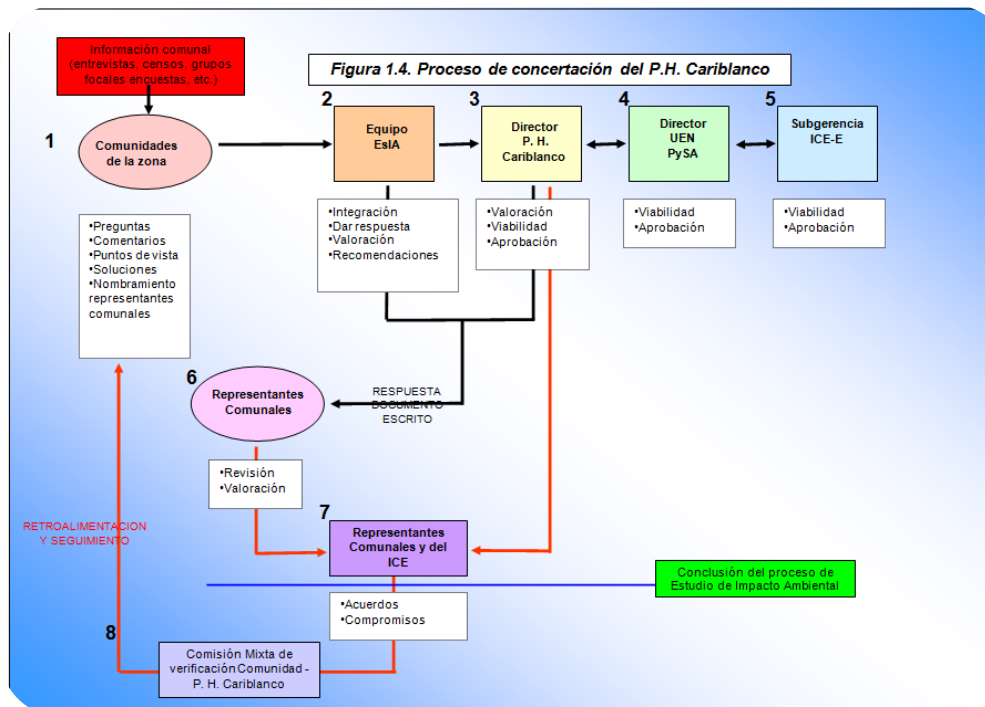 Información comunal
(entrevistas, censos, grupos
focales encuestas, etc.)
Figura 1.4. Proceso de concertación del P.H. Cariblanco
1
Comunidades
de la zona
2
Equipo
EsIA
3
Director
P. H.
Cariblanco
4
Director
UEN
PySA
5
Subgerencia
ICE-E
•Preguntas
•Comentarios
•Puntos de vista
•Soluciones
•Nombramiento
representantes
comunales
•Integración
•Dar respuesta
•Valoración
•Recomendaciones
•Valoración
•Viabilidad
•Aprobación
•Viabilidad
•Aprobación
•Viabilidad
•Aprobación
6
Representantes
Comunales
RESPUESTA
DOCUMENTO
ESCRITO
•Revisión
•Valoración
RETROALIMENTACION
Y SEGUIMIENTO
7
Representantes
Comunales y del
ICE
Conclusión del proceso de
Estudio de Impacto Ambiental
•Acuerdos
•Compromisos
8
Comisión Mixta de
verificación Comunidad -
P. H. Cariblanco